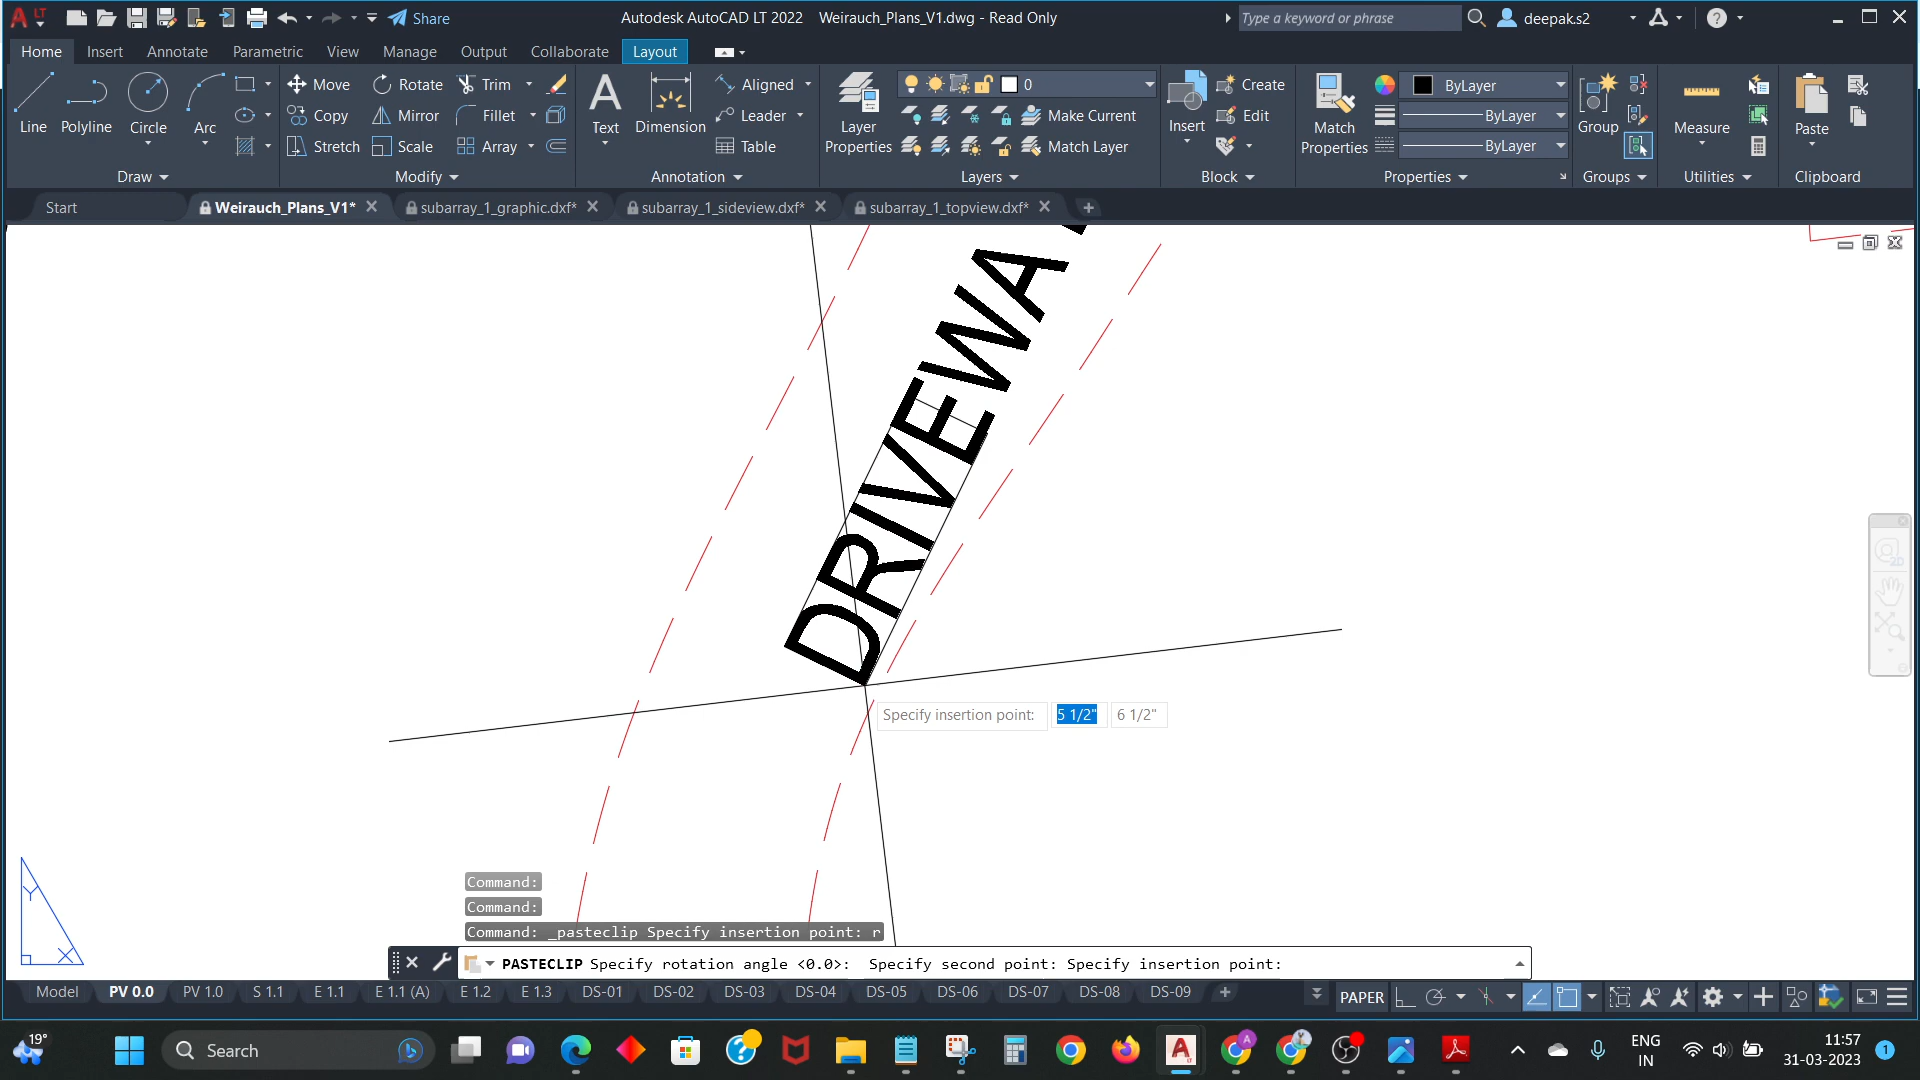 LT
Share
Autodesk AutoCAD LT 2022 Weirauch_Plans_V1.dwg - Read Only
Type a keyword or phrase
deepak.s2
Home Insert Annotate Parametric View Manage Output Collaborate Layout
Line Polyline Circle Arc
Move Rotate Trim
Copy Mirror Fillet
Stretch Scale Array
Text Dimension
Aligned
Leader
Table
Layer Properties
0
Make Current
Match Layer
Insert
Create
Edit
Match Properties
ByLayer
ByLayer
ByLayer
Group
Measure
Paste
Draw Modify Annotation Layers Block Properties Groups Utilities Clipboard
Start Weirauch_Plans_V1* subarray_1_graphic.dxf* subarray_1_sideview.dxf* subarray_1_topview.dxf*
DRIVEWA
2D
Specify insertion point: 5 1/2" 6 1/2"
Y
X
Command:
Command:
Command: _pasteclip Specify insertion point: r
PASTECLIP Specify rotation angle <0.0>: Specify second point: Specify insertion point:
Model PV 0.0 PV 1.0 S 1.1 E 1.1 E 1.1 (A) E 1.2 E 1.3 DS-01 DS-02 DS-03 DS-04 DS-05 DS-06 DS-07 DS-08 DS-09 PAPER
19°
Search
A
ENG
IN
11:57
31-03-2023
1